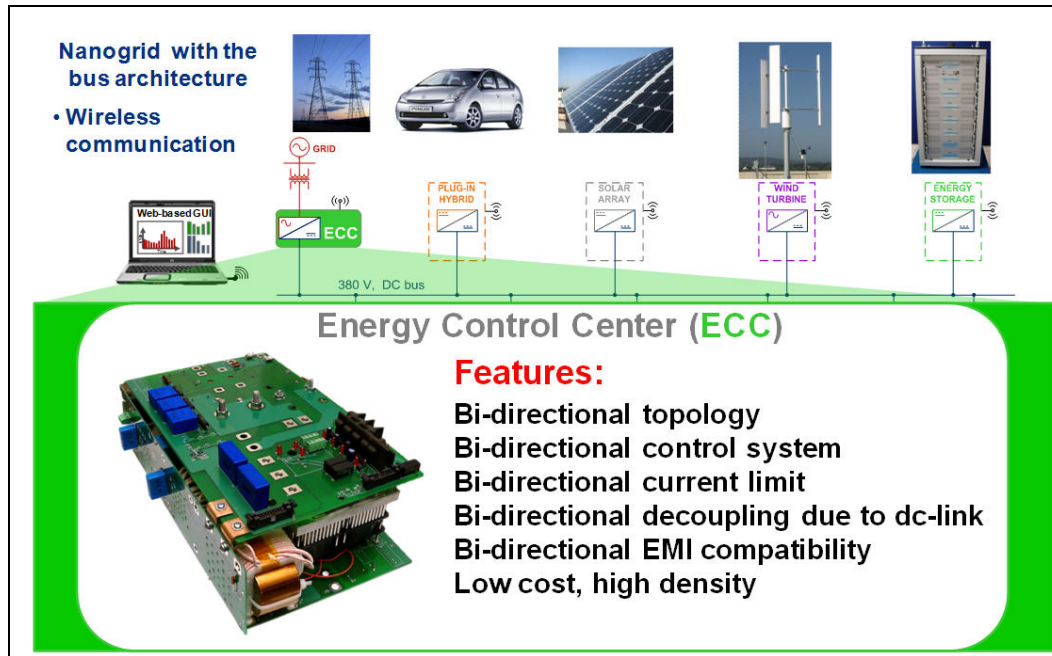 Nanogrid with the
bus architecture
• Wireless
communication
GRID
Web-based GUI
ECC
PLUG-IN
HYBRID
SOLAR
ARRAY
WIND
TURBINE
ENERGY
STORAGE
380 V, DC bus
Energy Control Center (ECC)
Features:
Bi-directional topology
Bi-directional control system
Bi-directional current limit
Bi-directional decoupling due to dc-link
Bi-directional EMI compatibility
Low cost, high density